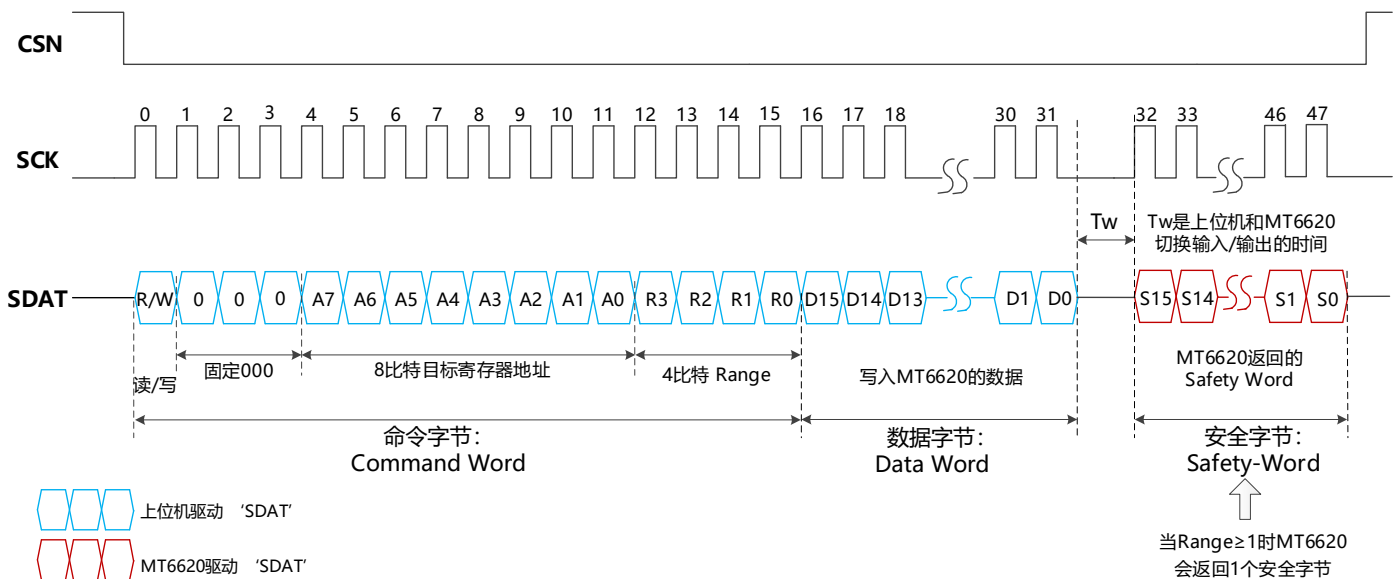 CSN
0 1 2 3 4 5 6 7 8 9 10 11 12 13 14 15 16 17 18 30 31 32 33 46 47
SCK
Tw
Tw是上位机和MT6620
切换输入/输出的时间
SDAT
R/W 0 0 0 A7 A6 A5 A4 A3 A2 A1 A0 R3 R2 R1 R0 D15 D14 D13 D1 D0 S15 S14 S1 S0
读/写
固定000
8比特目标寄存器地址
4比特 Range
写入MT6620的数据
MT6620返回的
Safety Word
命令字节:
Command Word
数据字节:
Data Word
安全字节:
Safety-Word
上位机驱动 ‘SDAT’
MT6620驱动 ‘SDAT’
当Range≥1时MT6620
会返回1个安全字节